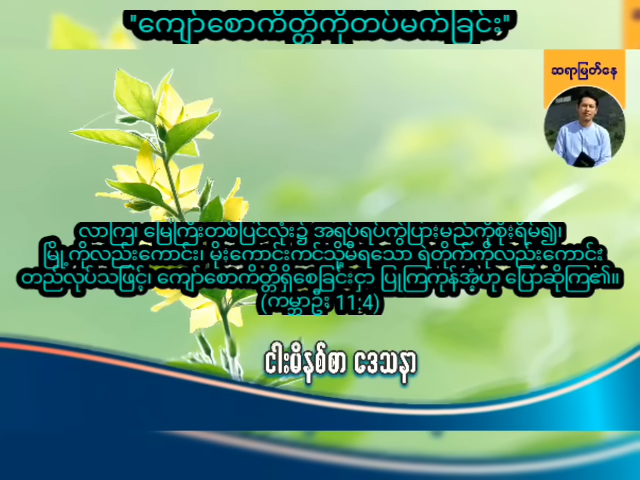 "ကျော်စောကိတ္တိကိုတပ်မက်ခြင်း"
ဆရာမြတ်နေ
လာကြ၊ မြေကြီးတစ်ပြင်လုံး၌ အရပ်ရပ်ကွဲပြားမည်ကိုစိုးရိမ်၍၊
မြို့ကိုလည်းကောင်း၊ မိုးကောင်းကင်သို့မှီရသော ရဲတိုက်ကိုလည်းကောင်း
တည်လုပ်သဖြင့်၊ ကျော်စောကိတ္တိရှိစေခြင်းငှာ ပြုကြကုန်အံ့ဟု ပြောဆိုကြ၏။
(ကမ္ဘာဦး 11:4)
ငါးမိနစ်စာ ဒေသနာ